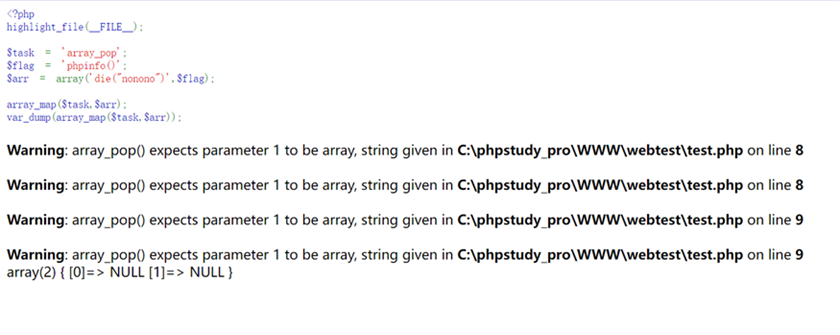 <?php
highlight_file(__FILE__);
$task = 'array_pop';
$flag = 'phpinfo()';
$arr = array('die("nonono")',$flag);
array_map($task,$arr);
var_dump(array_map($task,$arr));
Warning: array_pop() expects parameter 1 to be array, string given in C:\phpstudy_pro\WWW\webtest\test.php on line 8
Warning: array_pop() expects parameter 1 to be array, string given in C:\phpstudy_pro\WWW\webtest\test.php on line 8
Warning: array_pop() expects parameter 1 to be array, string given in C:\phpstudy_pro\WWW\webtest\test.php on line 9
Warning: array_pop() expects parameter 1 to be array, string given in C:\phpstudy_pro\WWW\webtest\test.php on line 9
array(2) { [0]=> NULL [1]=> NULL }